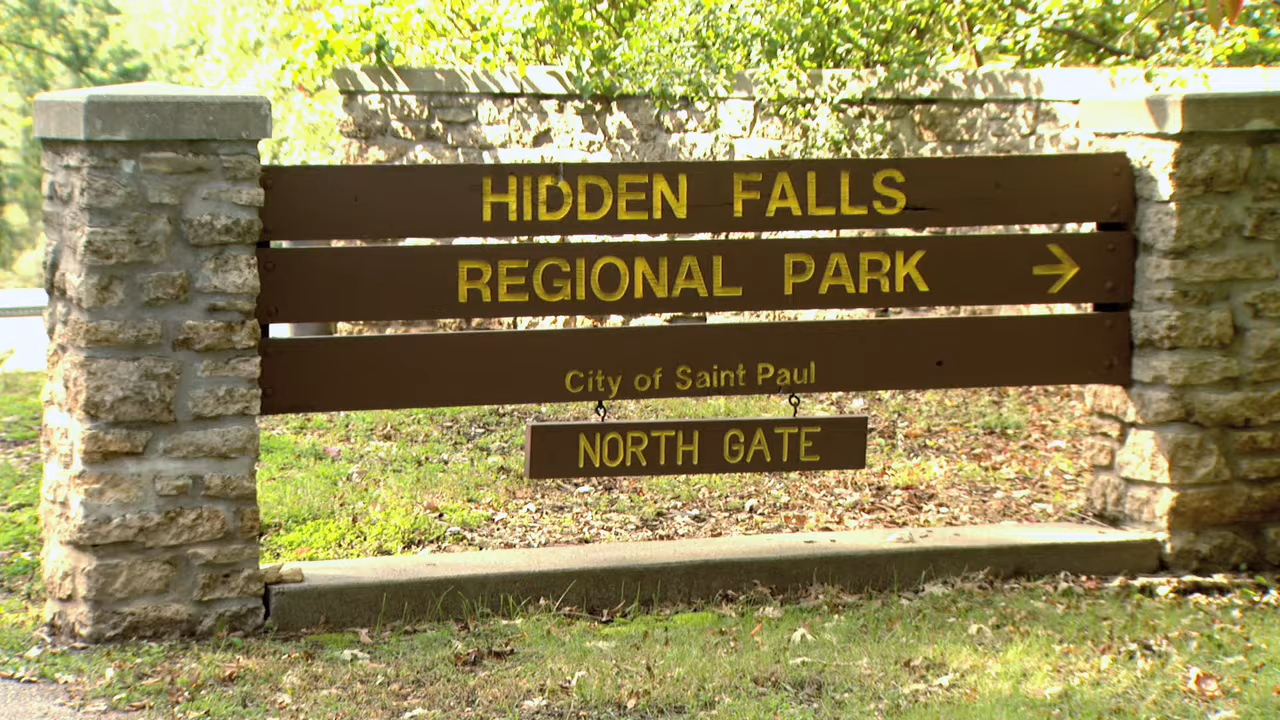 HIDDEN FALLS
REGIONAL PARK →
City of Saint Paul
NORTH GATE